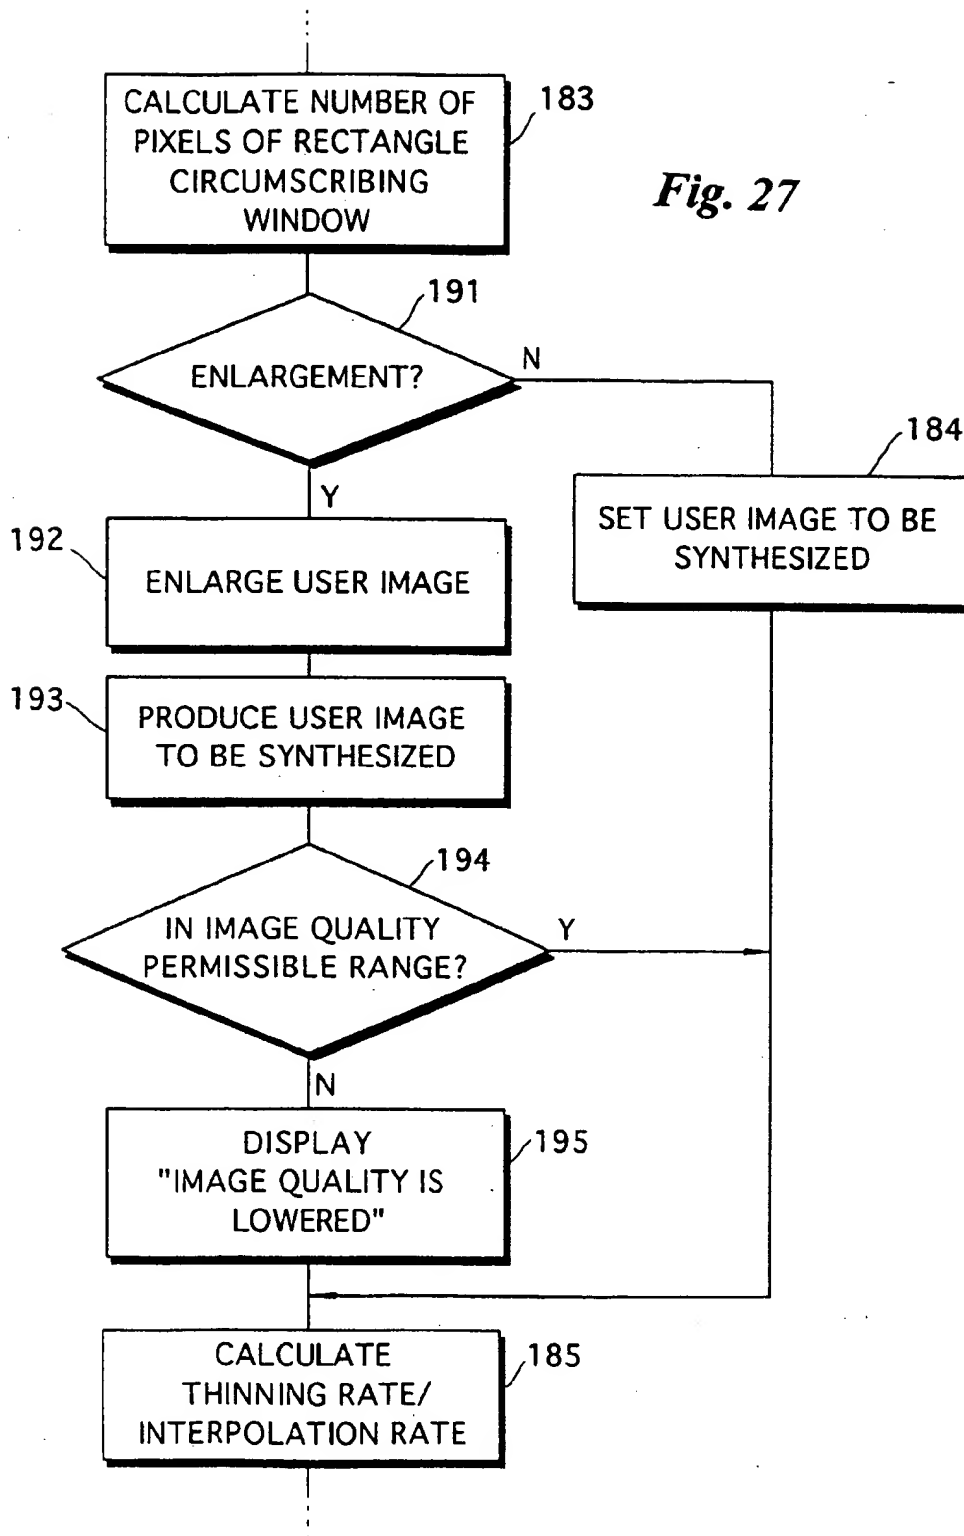 CALCULATE NUMBER OF
PIXELS OF RECTANGLE
CIRCUMSCRIBING
WINDOW
183
Fig. 27
191
ENLARGEMENT?
N
Y
184
SET USER IMAGE TO BE
SYNTHESIZED
192
ENLARGE USER IMAGE
193
PRODUCE USER IMAGE
TO BE SYNTHESIZED
194
IN IMAGE QUALITY
PERMISSIBLE RANGE?
Y
N
DISPLAY
"IMAGE QUALITY IS
LOWERED"
195
CALCULATE
THINNING RATE/
INTERPOLATION RATE
185